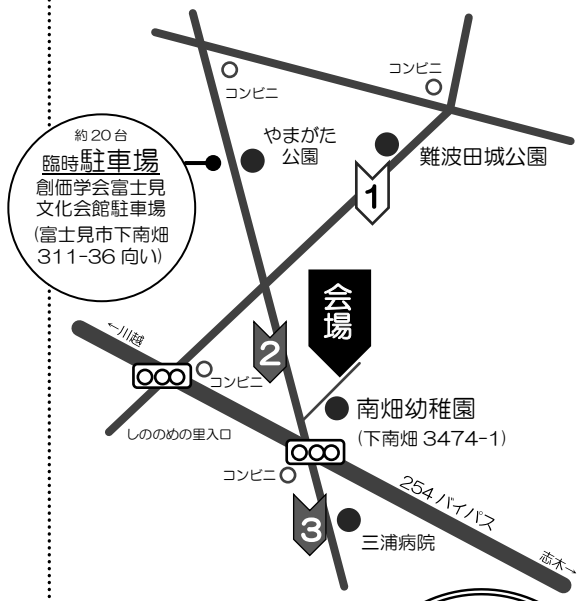 コンビニ
コンビニ
約20台
臨時駐車場
創価学会富士見
文化会館駐車場
(富士見市下南畑
311-36 向い)
やまがた
公園
難波田城公園
1
会場
2
←川越
コンビニ
しののめの里入口
南畑幼稚園
(下南畑 3474-1)
コンビニ
254 バイパス
3
三浦病院
志木→